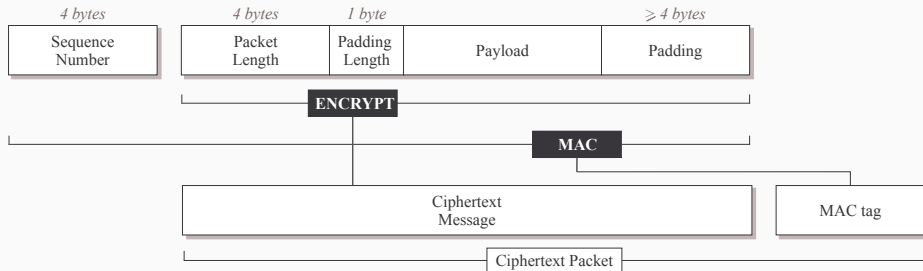 4 bytes
4 bytes
1 byte
⩾ 4 bytes
Sequence
Number
Packet
Length
Padding
Length
Payload
Padding
ENCRYPT
MAC
Ciphertext
Message
MAC tag
Ciphertext Packet